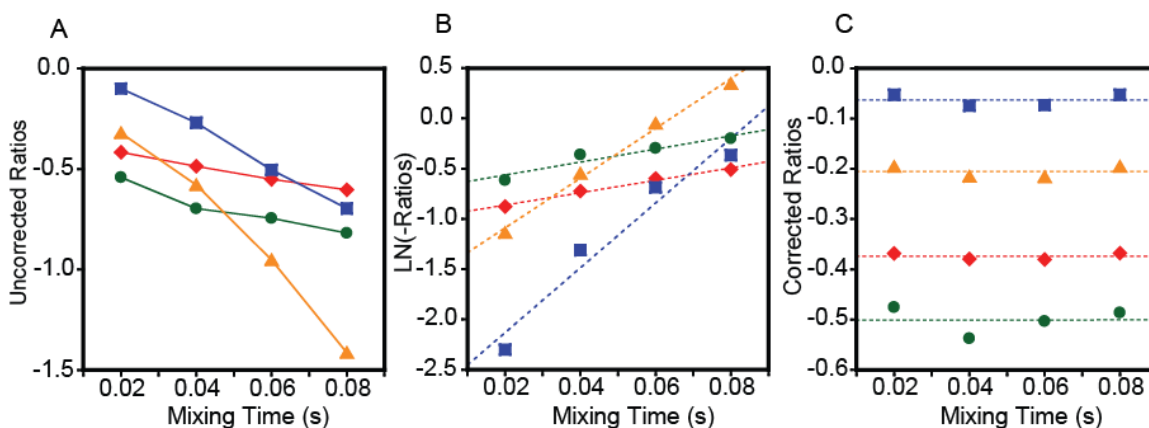 A
Uncorrected Ratios
0.0
-0.5
-1.0
-1.5
0.02 0.04 0.06 0.08
Mixing Time (s)
B
LN(-Ratios)
0.5
0.0
-0.5
-1.0
-1.5
-2.0
-2.5
0.02 0.04 0.06 0.08
Mixing Time (s)
C
Corrected Ratios
0.0
-0.1
-0.2
-0.3
-0.4
-0.5
-0.6
0.02 0.04 0.06 0.08
Mixing Time (s)